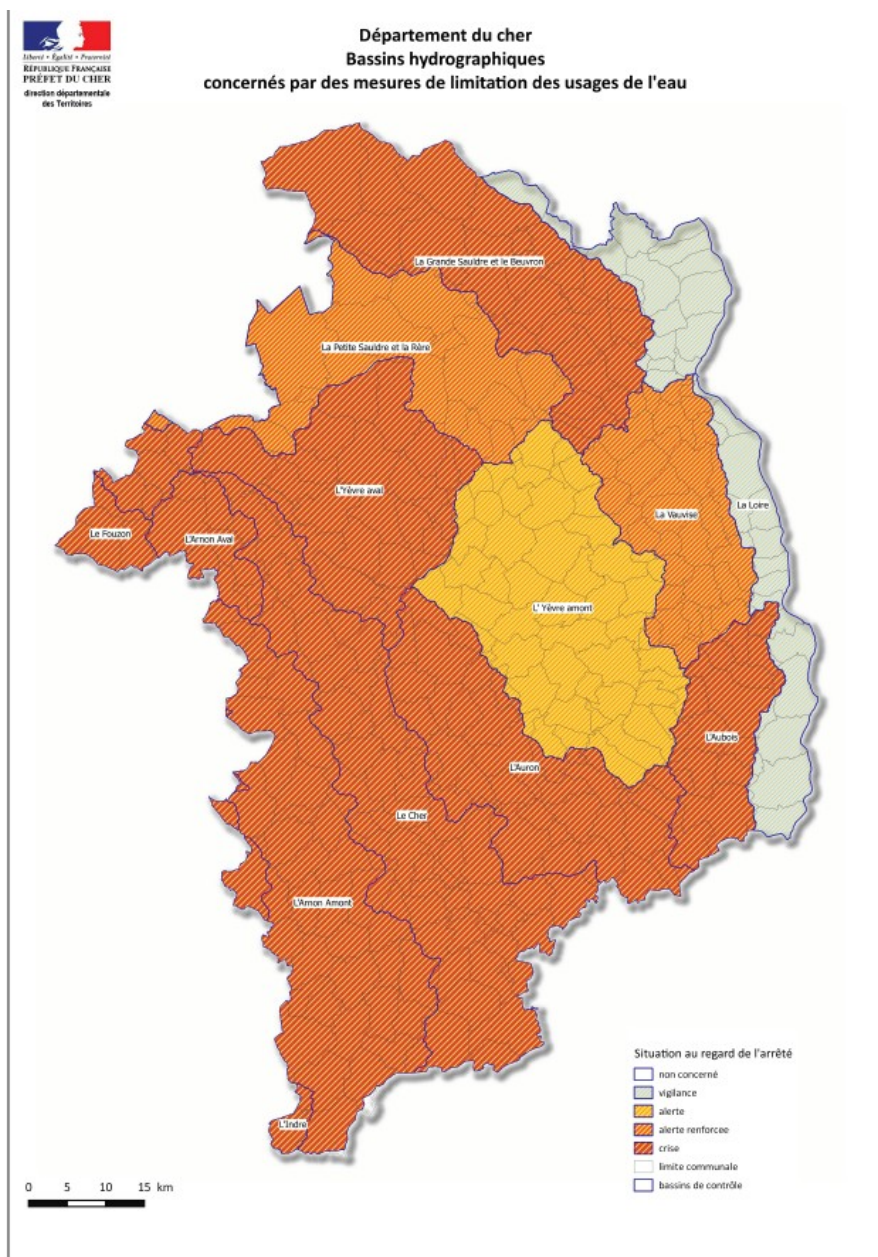 Département du cher
Bassins hydrographiques
concernés par des mesures de limitation des usages de l'eau
Liberté • Égalité • Fraternité
RÉPUBLIQUE FRANÇAISE
PRÉFET DU CHER
direction départementale
des Territoires
La Grande Sauldre et le Beuvron
La Petite Sauldre et la Rère
L'Yèvre aval
La Loire
La Vauvise
Le Fouzon
L'Arnon Aval
L' Yèvre amont
L'Aubois
L'Auron
Le Cher
L'Arnon Amont
L'Indre
Situation au regard de l'arrêté
non concerné
vigilance
alerte
alerte renforcee
crise
limite communale
bassins de contrôle
0 5 10 15 km